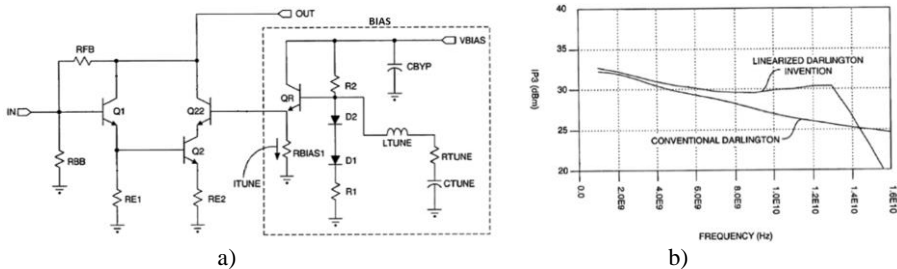 BIAS
OUT
VBIAS
RFB
CBYP
QR
R2
IN
Q1
Q22
D2
LTUNE
Q2
RBIAS1
D1
RTUNE
RBB
ITUNE
CTUNE
R1
RE1
RE2
a)
40
35
30
25
20
IP3 (dBm)
LINEARIZED DARLINGTON
INVENTION
CONVENTIONAL DARLINGTON
0.0
2.0E9
4.0E9
6.0E9
8.0E9
1.0E10
1.2E10
1.4E10
1.6E10
FREQUENCY (Hz)
b)